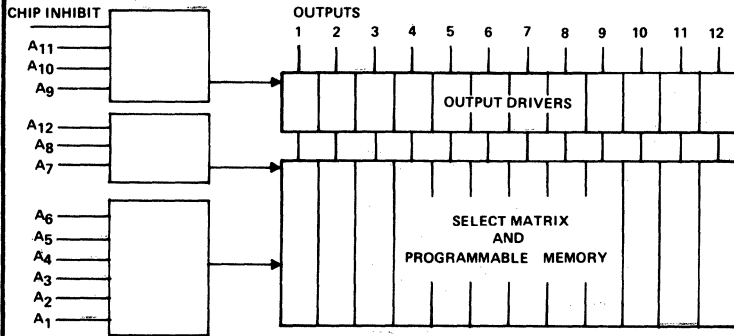 CHIP INHIBIT
A11
A10
A9
A12
A8
A7
A6
A5
A4
A3
A2
A1
OUTPUTS
1 2 3 4 5 6 7 8 9 10 11 12
OUTPUT DRIVERS
SELECT MATRIX
AND
PROGRAMMABLE MEMORY